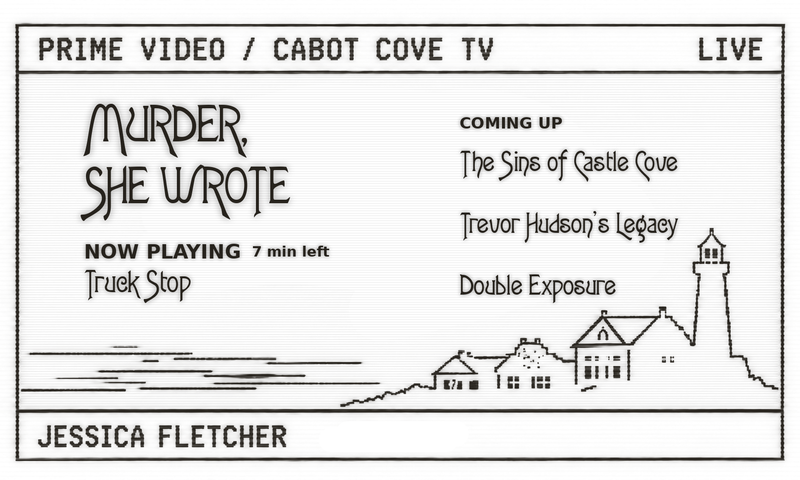 PRIME VIDEO / CABOT COVE TV
LIVE
MURDER,
SHE WROTE
NOW PLAYING 7 min left
Truck Stop
COMING UP
The Sins of Castle Cove
Trevor Hudson's Legacy
Double Exposure
JESSICA FLETCHER